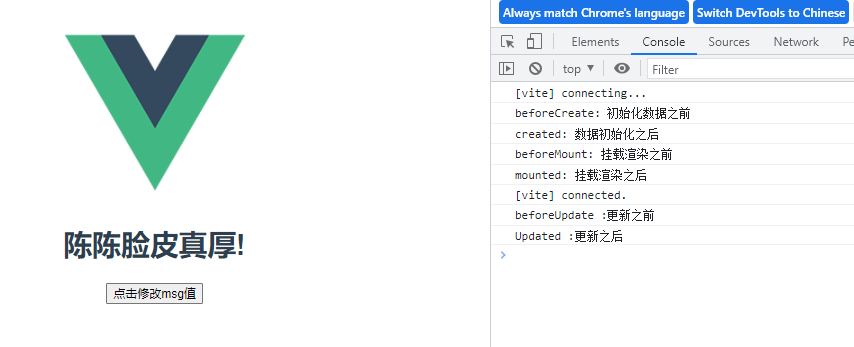 陈陈脸皮真厚!
点击修改msg值
Always match Chrome's language Switch DevTools to Chinese
Elements Console Sources Network Pe
top ▼ Filter
[vite] connecting...
beforeCreate: 初始化数据之前
created: 数据初始化之后
beforeMount: 挂载渲染之前
mounted: 挂载渲染之后
[vite] connected.
beforeUpdate :更新之前
Updated :更新之后